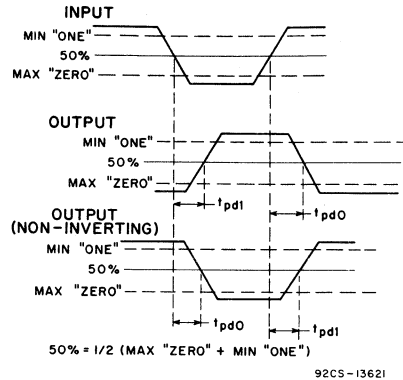 INPUT
MIN "ONE"
50%
MAX "ZERO"
OUTPUT
MIN "ONE"
50%
MAX "ZERO"
tpd1
tpd0
OUTPUT
(NON-INVERTING)
MIN "ONE"
50%
MAX "ZERO"
tpd0
tpd1
50% = 1/2 (MAX "ZERO" + MIN "ONE")
92CS-13621